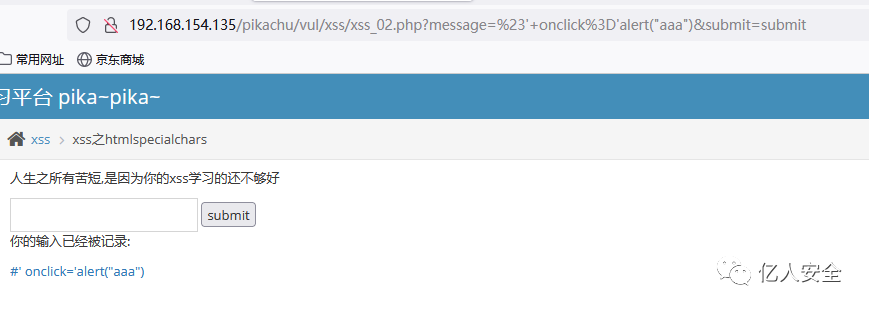 192.168.154.135/pikachu/vul/xss/xss_02.php?message=%23'+onclick%3D'alert("aaa")&submit=submit
常用网址 京东商城
习平台 pika~pika~
xss > xss之htmlspecialchars
人生之所有苦短,是因为你的xss学习的还不够好
submit
你的输入已经被记录:
#' onclick='alert("aaa")
亿人安全